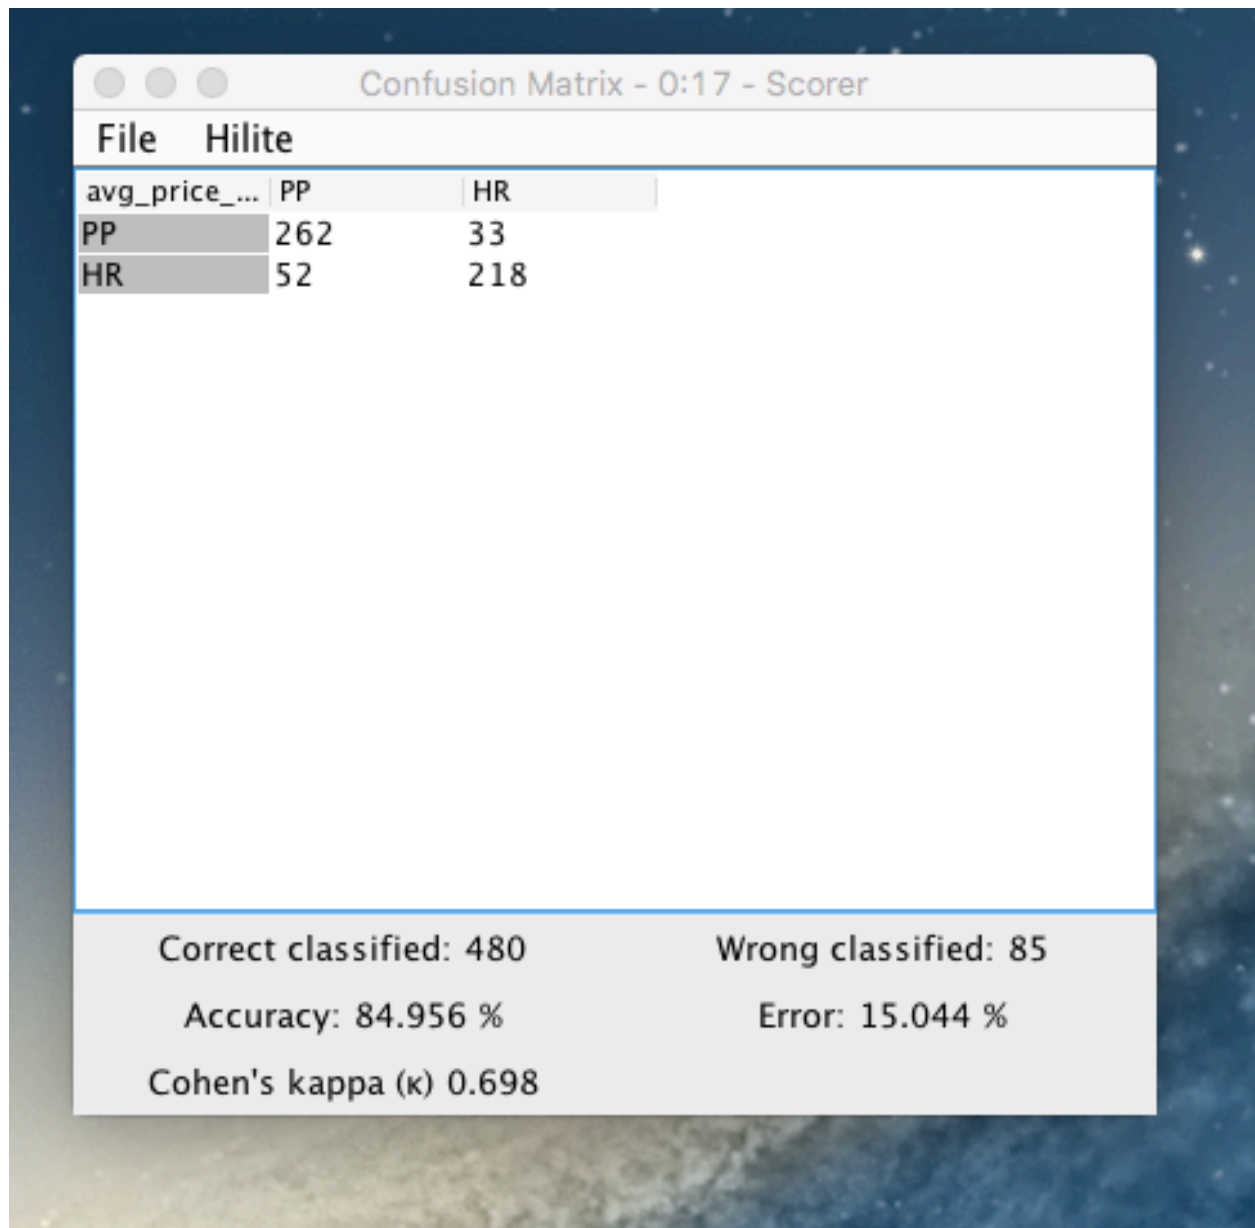 Confusion Matrix - 0:17 - Scorer
File Hilite
avg_price_... PP HR
PP 262 33
HR 52 218
Correct classified: 480 Wrong classified: 85
Accuracy: 84.956 % Error: 15.044 %
Cohen's kappa (κ) 0.698